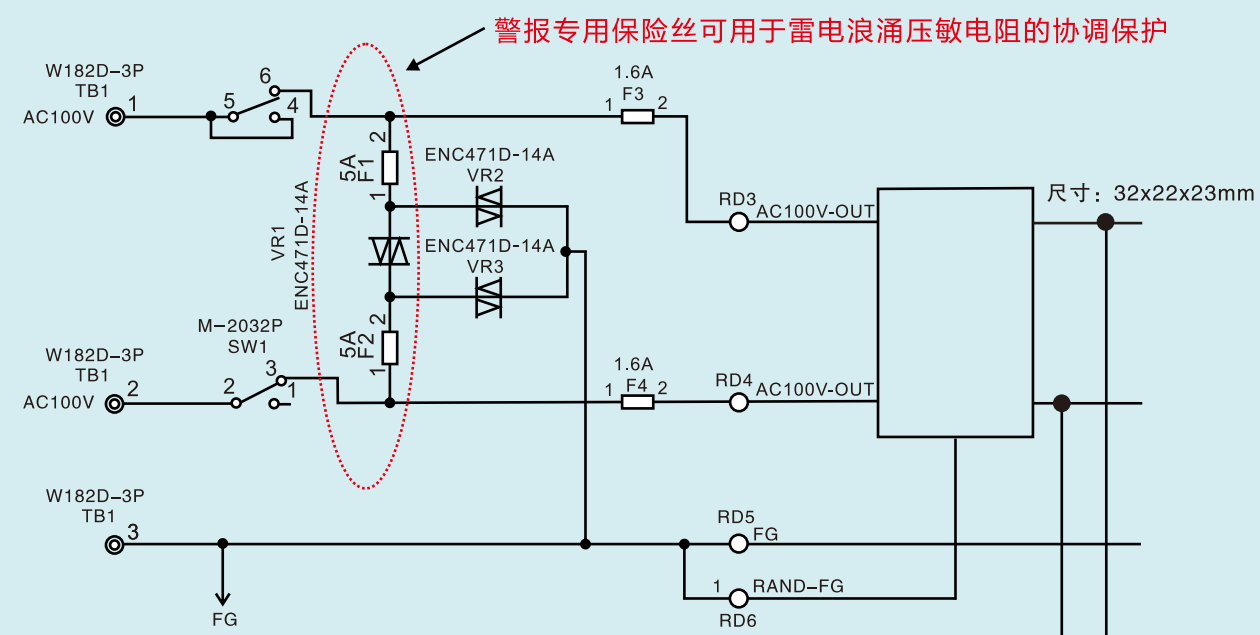 警报专用保险丝可用于雷电浪涌压敏电阻的协调保护
W182D-3P
TB1
AC100V
1
5
6
4
1.6A
F3
1
2
2
5A
F1
1
ENC471D-14A
VR2
VR1
ENC471D-14A
ENC471D-14A
VR3
RD3
AC100V-OUT
尺寸：32x22x23mm
M-2032P
SW1
2
3
1
W182D-3P
TB1
AC100V
2
2
5A
F2
1
1.6A
F4
1
2
RD4
AC100V-OUT
W182D-3P
TB1
3
FG
RD5
FG
1
RAND-FG
RD6